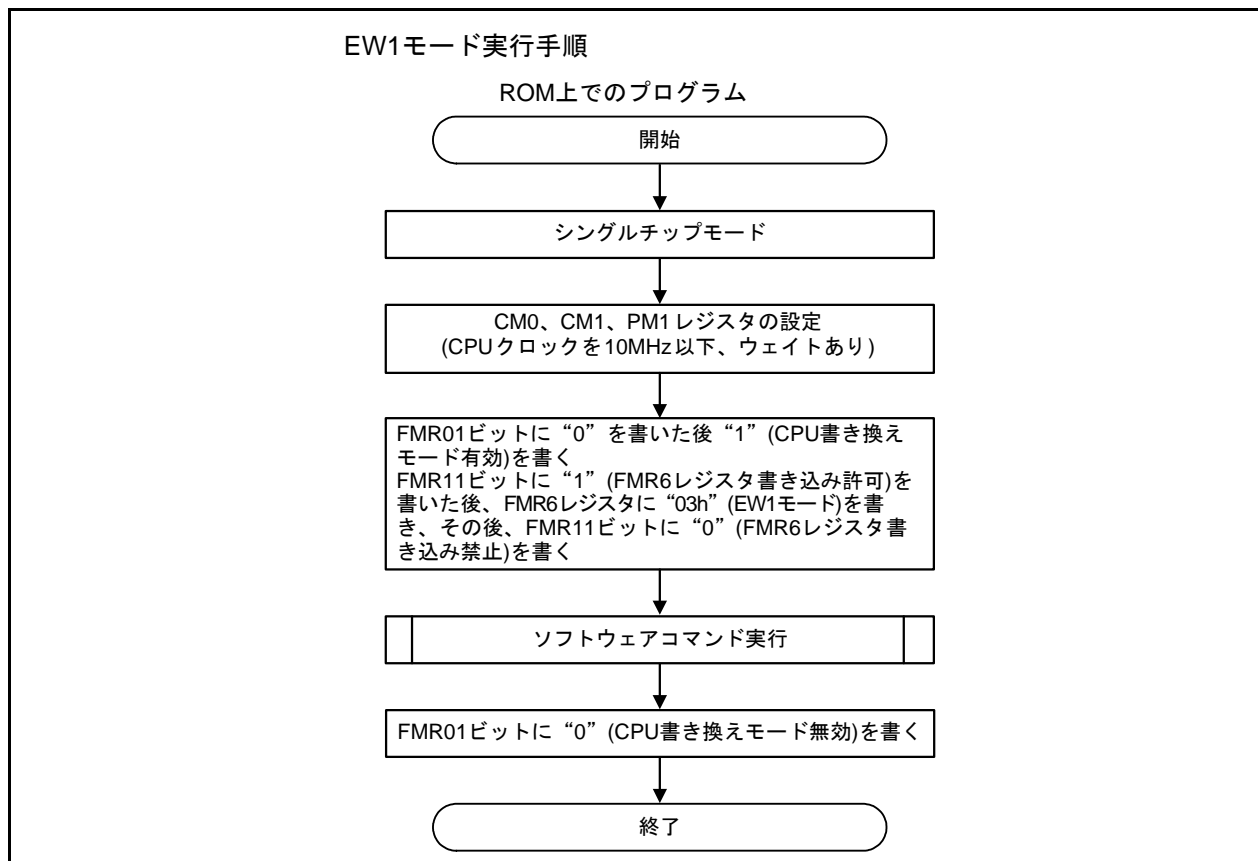 EW1モード実行手順
ROM上でのプログラム
開始
シングルチップモード
CM0、CM1、PM1レジスタの設定
(CPUクロックを10MHz以下、ウェイトあり)
FMR01ビットに“0”を書いた後“1”(CPU書き換え
モード有効)を書く
FMR11ビットに“1”(FMR6レジスタ書き込み許可)を
書いた後、FMR6レジスタに“03h”(EW1モード)を書
き、その後、FMR11ビットに“0”(FMR6レジスタ書
き込み禁止)を書く
ソフトウェアコマンド実行
FMR01ビットに“0”(CPU書き換えモード無効)を書く
終了